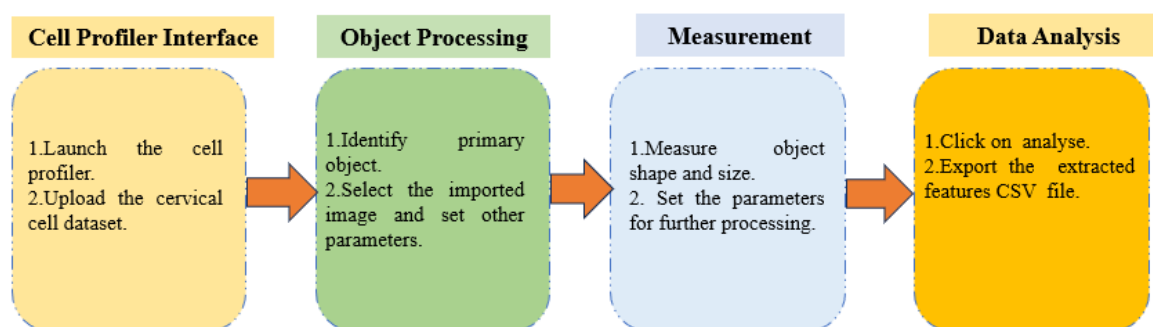 Cell Profiler Interface
1.Launch the cell
profiler.
2.Upload the cervical
cell dataset.
Object Processing
1.Identify primary
object.
2.Select the imported
image and set other
parameters.
Measurement
1.Measure object
shape and size.
2. Set the parameters
for further processing.
Data Analysis
1.Click on analyse.
2.Export the extracted
features CSV file.